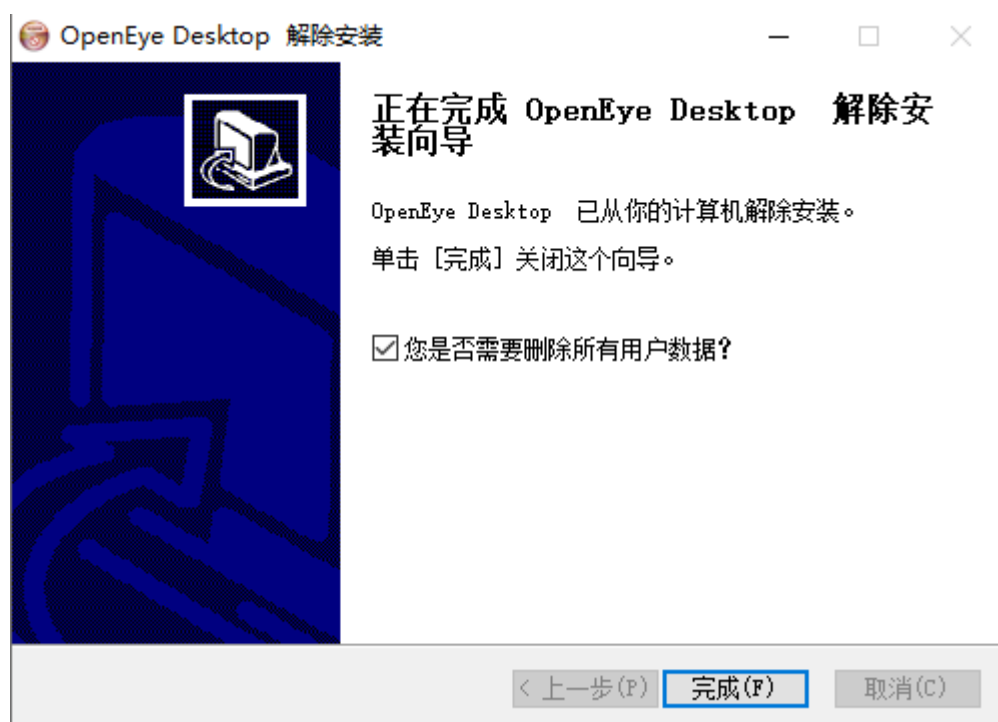 OpenEye Desktop 解除安装
正在完成 OpenEye Desktop 解除安
装向导
OpenEye Desktop 已从你的计算机解除安装。
单击 [完成] 关闭这个向导。
您是否需要删除所有用户数据?
< 上一步(P)
完成(F)
取消(C)